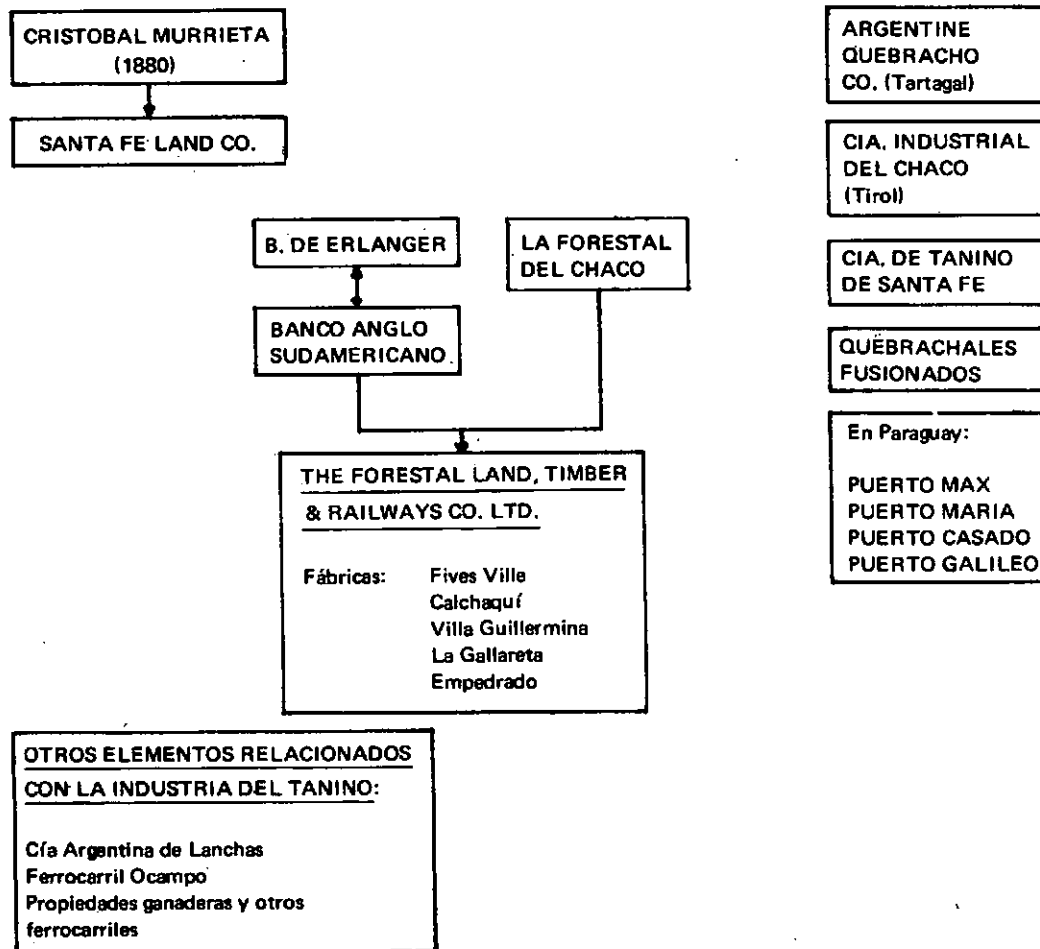 CRISTOBAL MURRIETA
(1880)
SANTA FE LAND CO.
B. DE ERLANGER
BANCO ANGLO
SUDAMERICANO
LA FORESTAL
DEL CHACO
THE FORESTAL LAND, TIMBER
& RAILWAYS CO. LTD.
Fábricas: Fives Ville
Calchaquí
Villa Guillermina
La Gallareta
Empedrado
OTROS ELEMENTOS RELACIONADOS
CON LA INDUSTRIA DEL TANINO:
Cía Argentina de Lanchas
Ferrocarril Ocampo
Propiedades ganaderas y otros
ferrocarriles
ARGENTINE
QUEBRACHO
CO. (Tartagal)
CIA. INDUSTRIAL
DEL CHACO
(Tirol)
CIA. DE TANINO
DE SANTA FE
QUEBRACHALES
FUSIONADOS
En Paraguay:
PUERTO MAX
PUERTO MARIA
PUERTO CASADO
PUERTO GALILEO